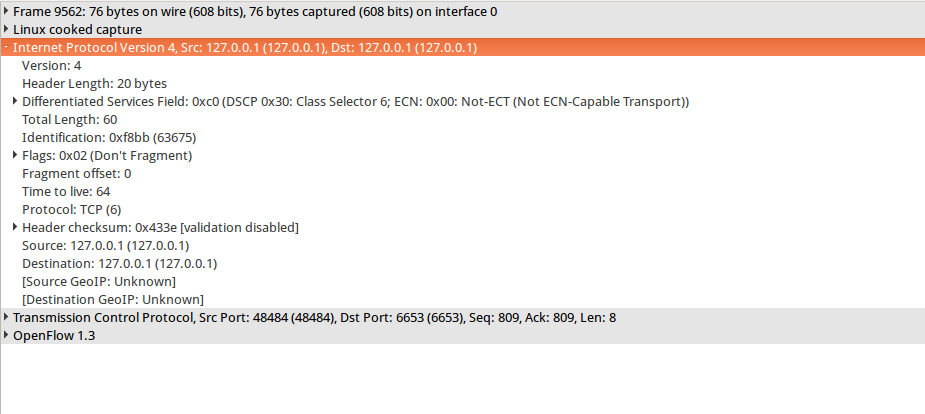 Frame 9562: 76 bytes on wire (608 bits), 76 bytes captured (608 bits) on interface 0
Linux cooked capture
Internet Protocol Version 4, Src: 127.0.0.1 (127.0.0.1), Dst: 127.0.0.1 (127.0.0.1)
Version: 4
Header Length: 20 bytes
Differentiated Services Field: 0xc0 (DSCP 0x30: Class Selector 6; ECN: 0x00: Not-ECT (Not ECN-Capable Transport))
Total Length: 60
Identification: 0xf8bb (63675)
Flags: 0x02 (Don't Fragment)
Fragment offset: 0
Time to live: 64
Protocol: TCP (6)
Header checksum: 0x433e [validation disabled]
Source: 127.0.0.1 (127.0.0.1)
Destination: 127.0.0.1 (127.0.0.1)
[Source GeoIP: Unknown]
[Destination GeoIP: Unknown]
Transmission Control Protocol, Src Port: 48484 (48484), Dst Port: 6653 (6653), Seq: 809, Ack: 809, Len: 8
OpenFlow 1.3